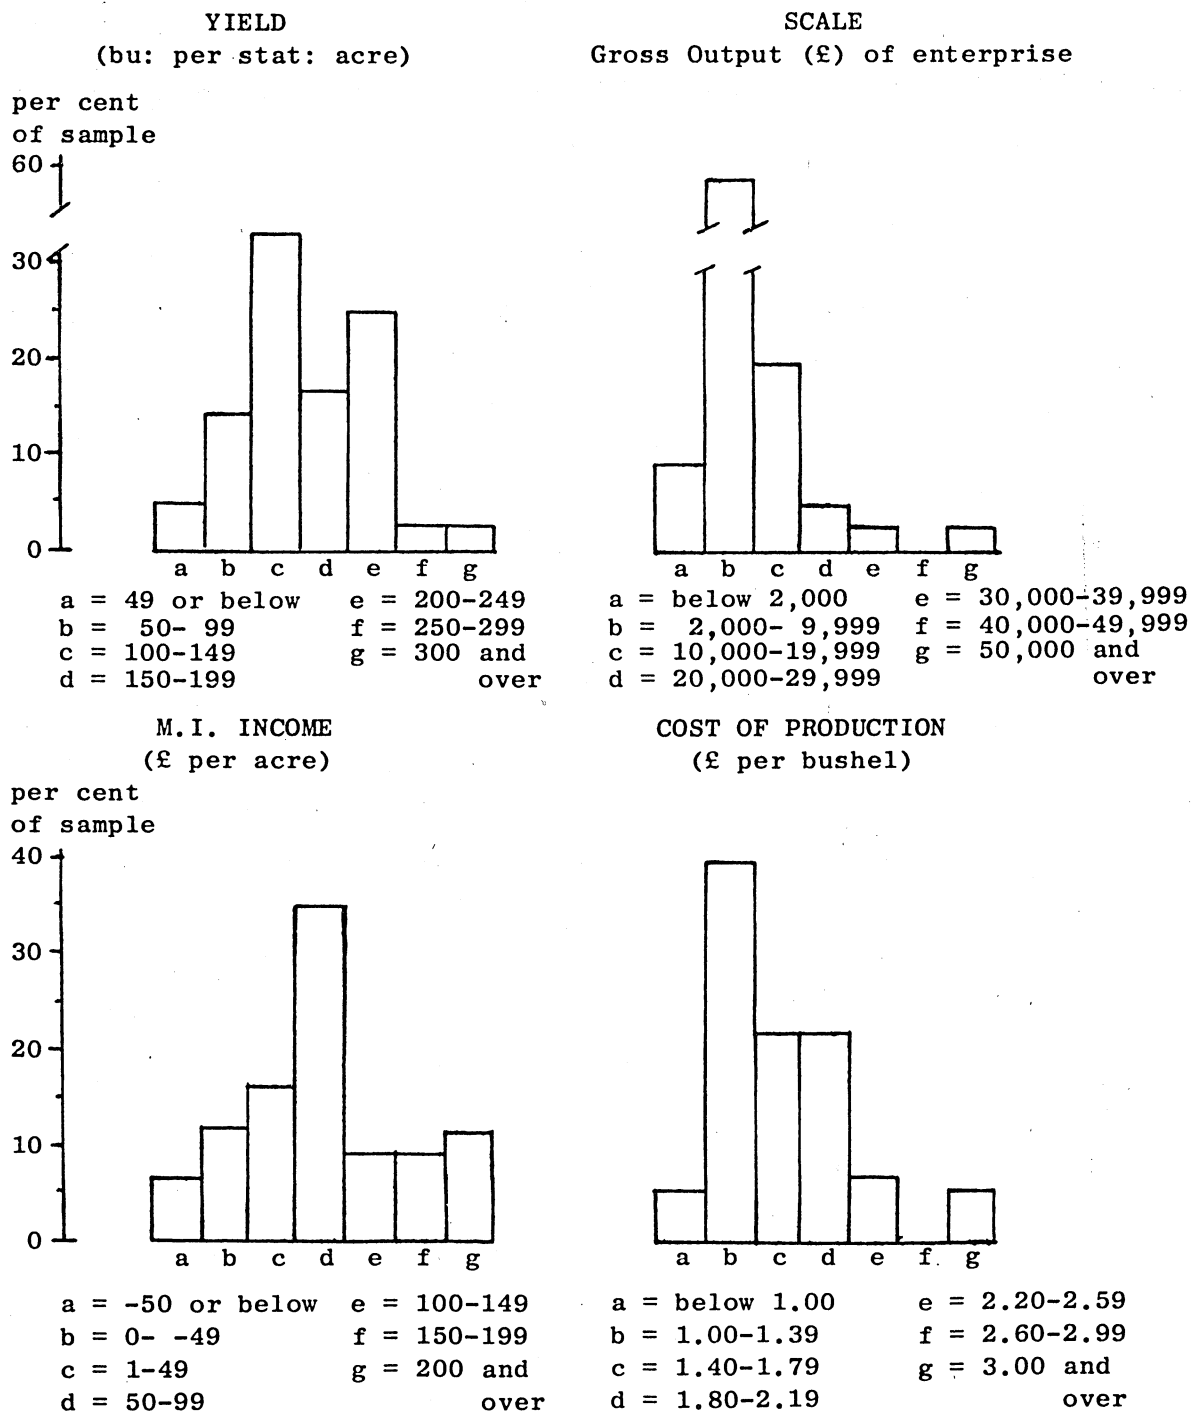 YIELD
(bu: per stat: acre)
per cent
of sample
60
30
20
10
0
a b c d e f g
a = 49 or below e = 200-249
b = 50- 99 f = 250-299
c = 100-149 g = 300 and
d = 150-199 over
SCALE
Gross Output (£) of enterprise
a b c d e f g
a = below 2,000 e = 30,000-39,999
b = 2,000- 9,999 f = 40,000-49,999
c = 10,000-19,999 g = 50,000 and
d = 20,000-29,999 over
M.I. INCOME
(£ per acre)
per cent
of sample
40
30
20
10
0
a b c d e f g
a = -50 or below e = 100-149
b = 0- -49 f = 150-199
c = 1-49 g = 200 and
d = 50-99 over
COST OF PRODUCTION
(£ per bushel)
a b c d e f g
a = below 1.00 e = 2.20-2.59
b = 1.00-1.39 f = 2.60-2.99
c = 1.40-1.79 g = 3.00 and
d = 1.80-2.19 over